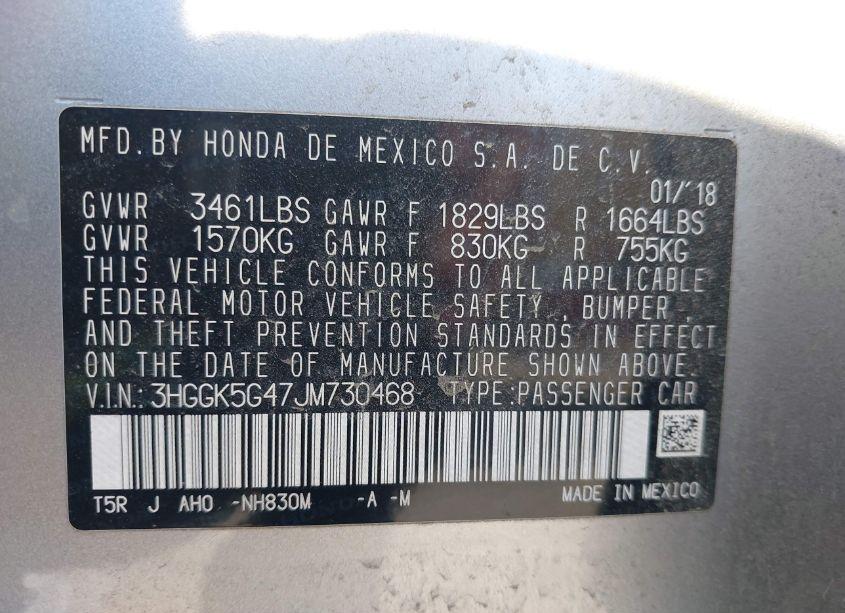 MFD.BY HONDA DE MEXICO S.A. DE C.V.
01/'18
GVWR 3461LBS GAWR F 1829LBS R 1664LBS
GVWR 1570KG GAWR F 830KG R 755KG
THIS VEHICLE CONFORMS TO ALL APPLICABLE
FEDERAL MOTOR VEHICLE SAFETY , BUMPER ,
AND THEFT PREVENTION STANDARDS IN EFFECT
ON THE DATE OF MANUFACTURE SHOWN ABOVE.
V.I.N.: 3HGGK5G47JM730468 TYPE:PASSENGER CAR
T5R J AHO -NH830M -A -M MADE IN MEXICO